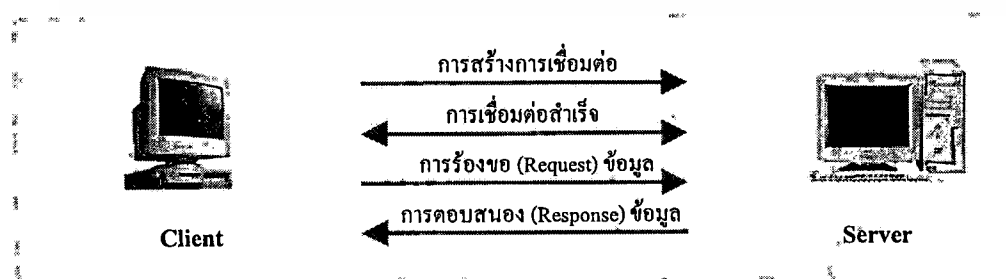 การสร้างการเชื่อมต่อ
การเชื่อมต่อสำเร็จ
การร้องขอ (Request) ข้อมูล
การตอบสนอง (Response) ข้อมูล
Client
Server